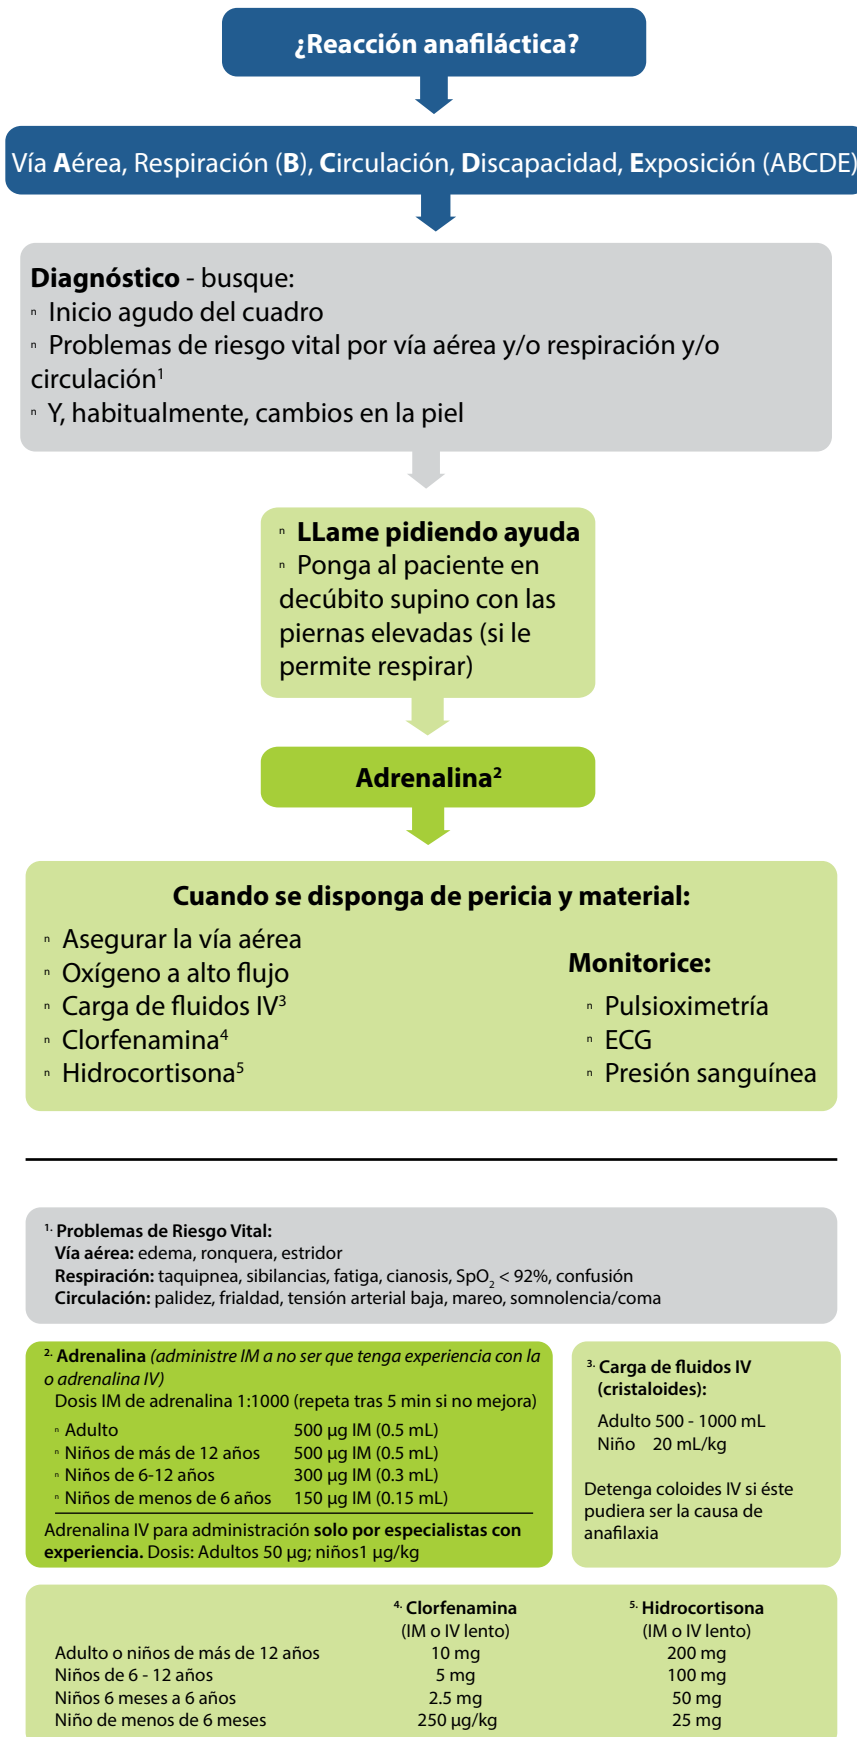 ¿Reacción anafiláctica?
Vía Aérea, Respiración (B), Circulación, Discapacidad, Exposición (ABCDE)
Diagnóstico - busque:
n Inicio agudo del cuadro
n Problemas de riesgo vital por vía aérea y/o respiración y/o
circulación1
n Y, habitualmente, cambios en la piel
n LLame pidiendo ayuda
n Ponga al paciente en
decúbito supino con las
piernas elevadas (si le
permite respirar)
Adrenalina2
Cuando se disponga de pericia y material:
n Asegurar la vía aérea
n Oxígeno a alto flujo
n Carga de fluidos IV3
n Clorfenamina4
n Hidrocortisona5
Monitorice:
n Pulsioximetría
n ECG
n Presión sanguínea
1. Problemas de Riesgo Vital:
Vía aérea: edema, ronquera, estridor
Respiración: taquipnea, sibilancias, fatiga, cianosis, SpO2 < 92%, confusión
Circulación: palidez, frialdad, tensión arterial baja, mareo, somnolencia/coma
2. Adrenalina (administre IM a no ser que tenga experiencia con la
o adrenalina IV)
Dosis IM de adrenalina 1:1000 (repeta tras 5 min si no mejora)
n Adulto 500 µg IM (0.5 mL)
n Niños de más de 12 años 500 µg IM (0.5 mL)
n Niños de 6-12 años 300 µg IM (0.3 mL)
n Niños de menos de 6 años 150 µg IM (0.15 mL)
Adrenalina IV para administración solo por especialistas con
experiencia. Dosis: Adultos 50 µg; niños1 µg/kg
3. Carga de fluidos IV
(cristaloides):
Adulto 500 - 1000 mL
Niño 20 mL/kg
Detenga coloides IV si éste
pudiera ser la causa de
anafilaxia
4. Clorfenamina 5. Hidrocortisona
(IM o IV lento) (IM o IV lento)
Adulto o niños de más de 12 años 10 mg 200 mg
Niños de 6 - 12 años 5 mg 100 mg
Niños 6 meses a 6 años 2.5 mg 50 mg
Niño de menos de 6 meses 250 µg/kg 25 mg